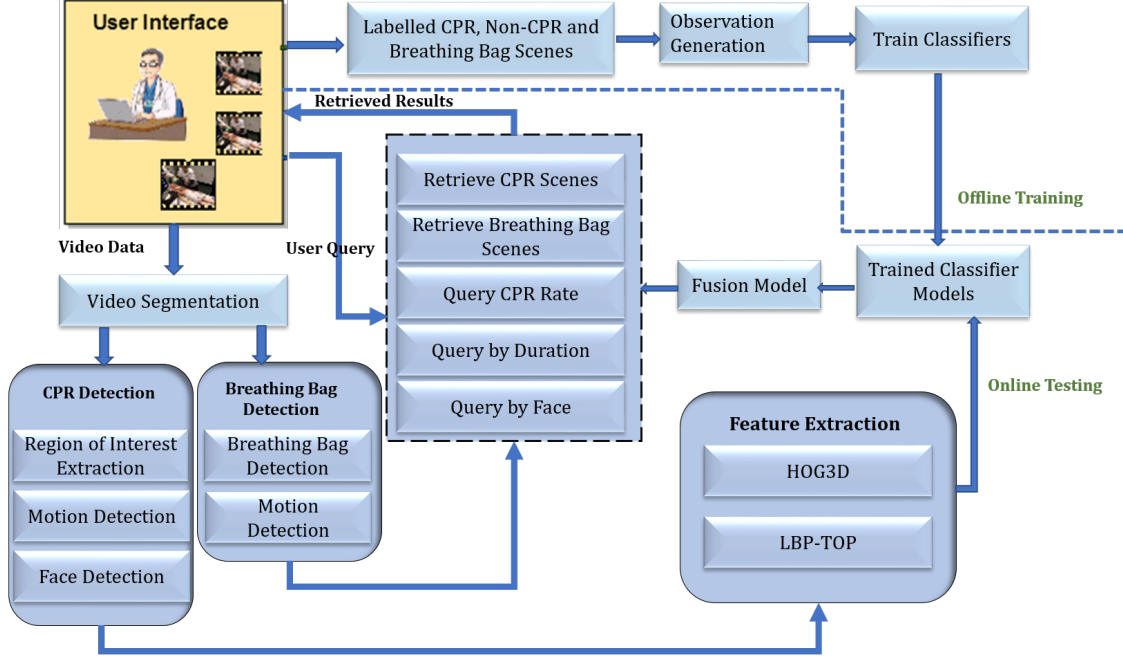 User Interface
Labelled CPR, Non-CPR and
Breathing Bag Scenes
Observation
Generation
Train Classifiers
Retrieved Results
Offline Training
Video Data
User Query
Retrieve CPR Scenes
Retrieve Breathing Bag
Scenes
Query CPR Rate
Query by Duration
Query by Face
Fusion Model
Trained Classifier
Models
Online Testing
Video Segmentation
CPR Detection
Region of Interest
Extraction
Motion Detection
Face Detection
Breathing Bag
Detection
Breathing Bag
Detection
Motion
Detection
Feature Extraction
HOG3D
LBP-TOP